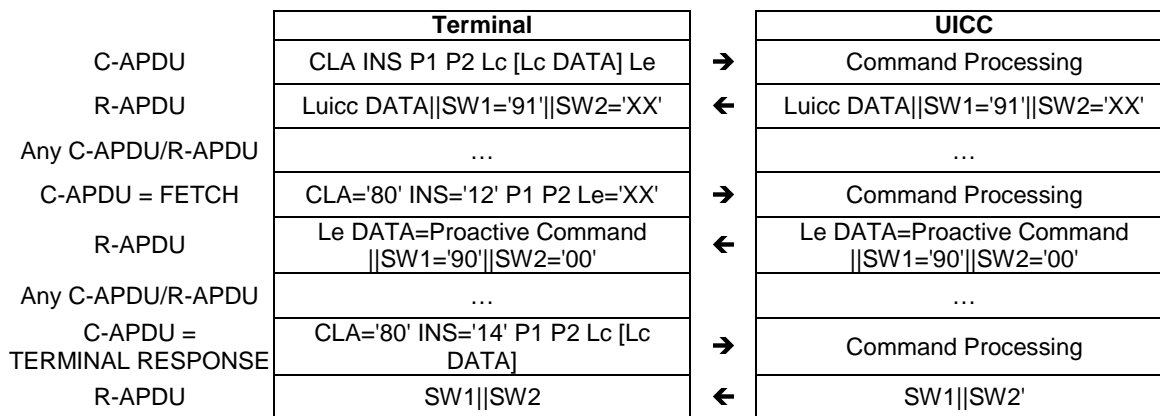 Terminal UICC
C-APDU CLA INS P1 P2 Lc [Lc DATA] Le → Command Processing
R-APDU Luicc DATA||SW1='91'||SW2='XX' ← Luicc DATA||SW1='91'||SW2='XX'
Any C-APDU/R-APDU … …
C-APDU = FETCH CLA='80' INS='12' P1 P2 Le='XX' → Command Processing
R-APDU Le DATA=Proactive Command ← Le DATA=Proactive Command
||SW1='90'||SW2='00' ||SW1='90'||SW2='00'
Any C-APDU/R-APDU … …
C-APDU = CLA='80' INS='14' P1 P2 Lc [Lc → Command Processing
TERMINAL RESPONSE DATA]
R-APDU SW1||SW2 ← SW1||SW2'